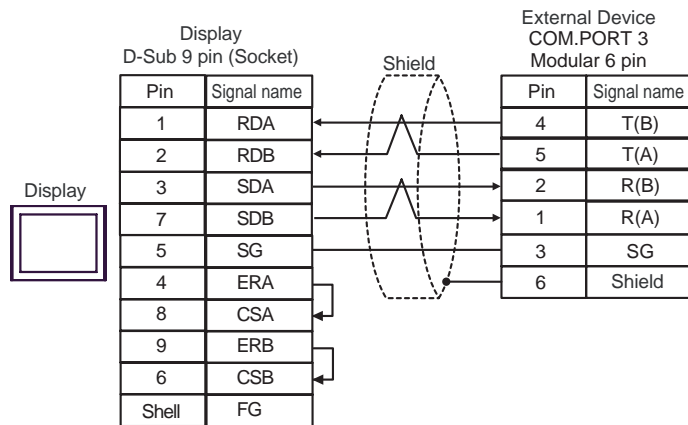 Display
D-Sub 9 pin (Socket)
Shield
External Device
COM.PORT 3
Modular 6 pin
Display
Pin Signal name
1 RDA
2 RDB
3 SDA
7 SDB
5 SG
4 ERA
8 CSA
9 ERB
6 CSB
Shell FG
Pin Signal name
4 T(B)
5 T(A)
2 R(B)
1 R(A)
3 SG
6 Shield